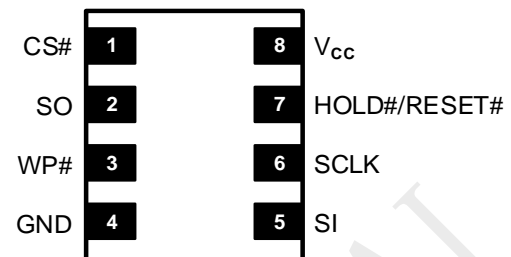 CS# 1 8 Vcc
SO 2 7 HOLD#/RESET#
WP# 3 6 SCLK
GND 4 5 SI